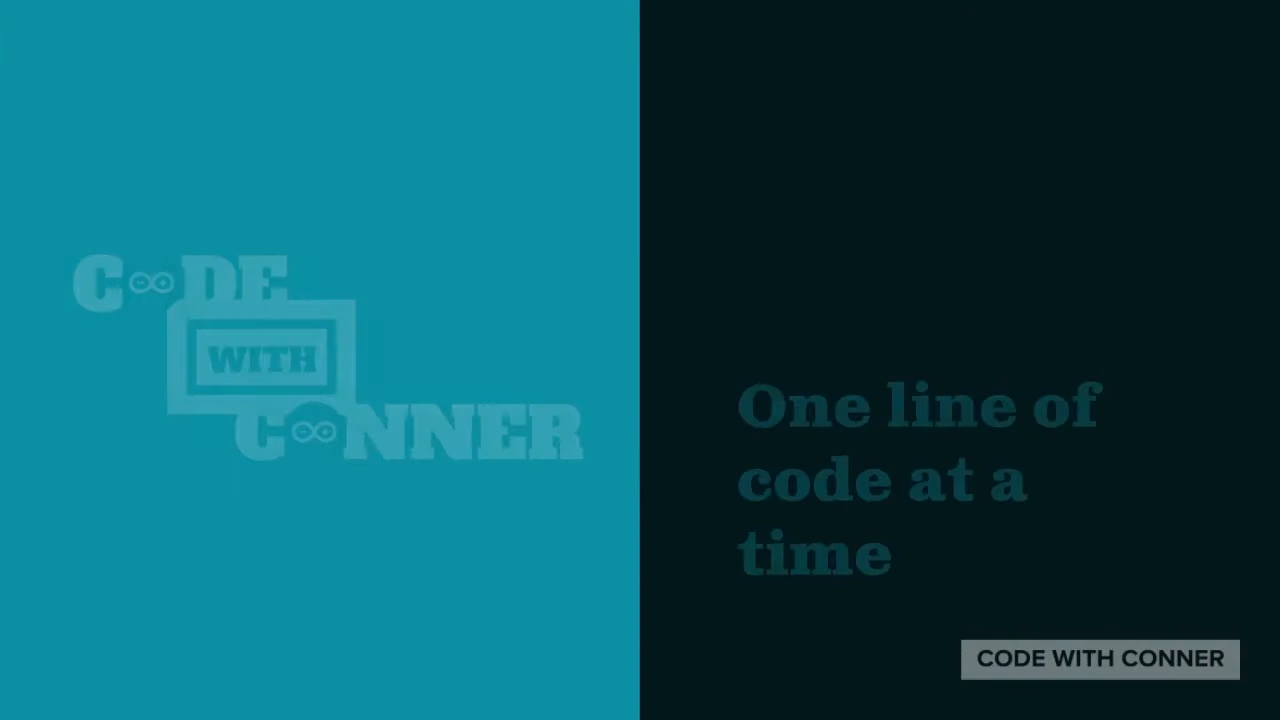 CODE
WITH
CONNER
One line of
code at a
time
CODE WITH CONNER